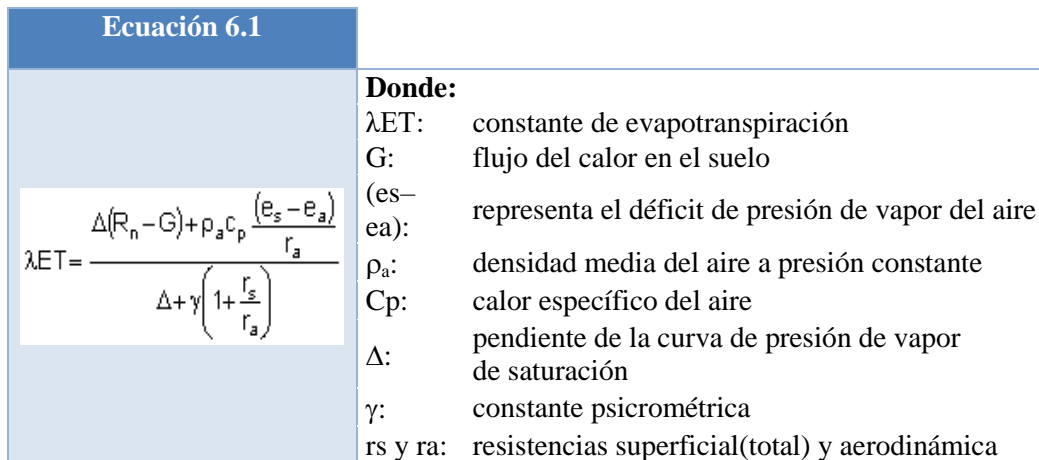 Ecuación 6.1
Donde:
λET: constante de evapotranspiración
G: flujo del calor en el suelo
(es–
ea): representa el déficit de presión de vapor del aire
ρₐ: densidad media del aire a presión constante
Cp: calor específico del aire
Δ: pendiente de la curva de presión de vapor
de saturación
γ: constante psicrométrica
rs y ra: resistencias superficial(total) y aerodinámica
λET = (Δ(Rₙ − G) + ρₐcₚ (eₛ − eₐ)/rₐ) / (Δ + γ(1 + rₛ/rₐ))